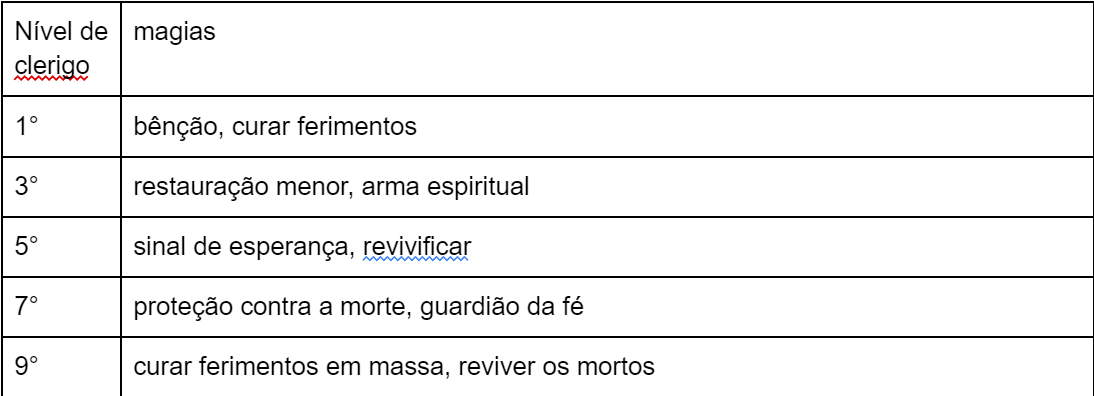 Nível de magias
clerigo
1° bênção, curar ferimentos
3° restauração menor, arma espiritual
5° sinal de esperança, revivificar
7° proteção contra a morte, guardião da fé
9° curar ferimentos em massa, reviver os mortos